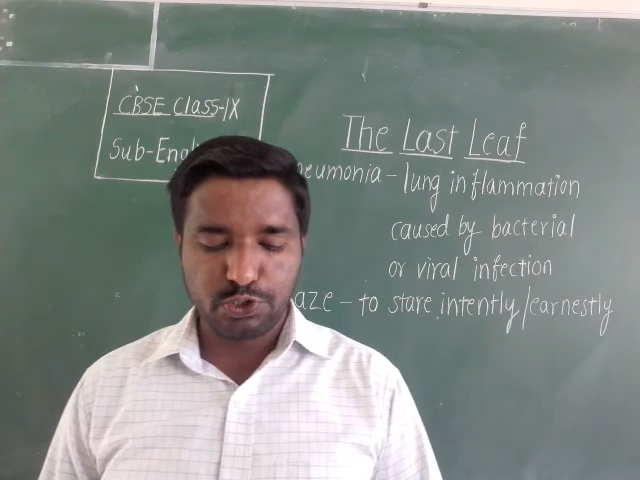 CBSE Class-IX
Sub-Eng
The Last Leaf
neumonia - lung inflammation
caused by bacterial
or viral infection
aze - to stare intently/earnestly